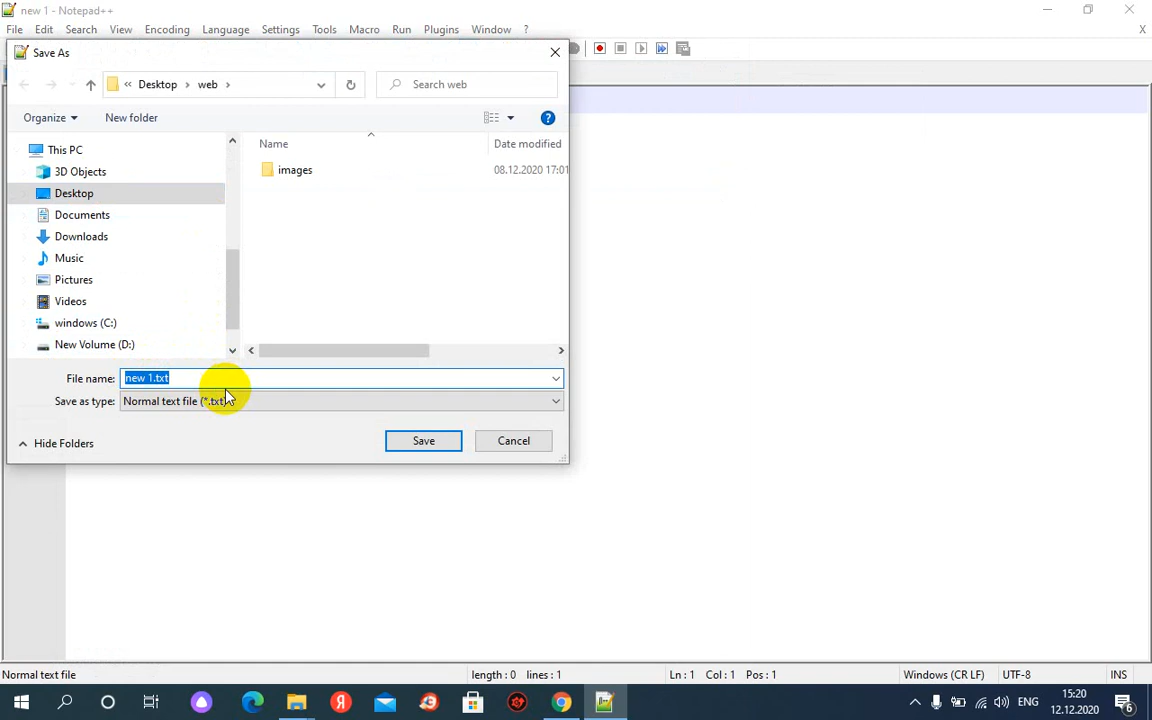 new 1 - Notepad++
File Edit Search View Encoding Language Settings Tools Macro Run Plugins Window ? X
Save As
« Desktop › web ›
Search web
Organize
New folder
Name
Date modified
This PC
3D Objects
Desktop
Documents
Downloads
Music
Pictures
Videos
windows (C:)
New Volume (D:)
images
08.12.2020 17:01
File name: new 1.txt
Save as type: Normal text file (*.txt)
Hide Folders
Save
Cancel
Normal text file
length : 0 lines : 1
Ln : 1 Col : 1 Pos : 1
Windows (CR LF)
UTF-8
INS
ENG
15:20
12.12.2020
6